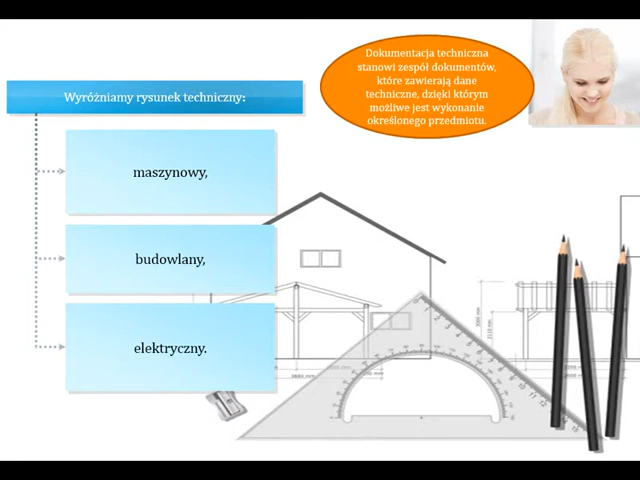 Dokumentacja techniczna
stanowi zespół dokumentów,
które zawierają dane
techniczne, dzięki którym
możliwe jest wykonanie
określonego przedmiotu.
Wyróżniamy rysunek techniczny:
maszynowy,
budowlany,
elektryczny.